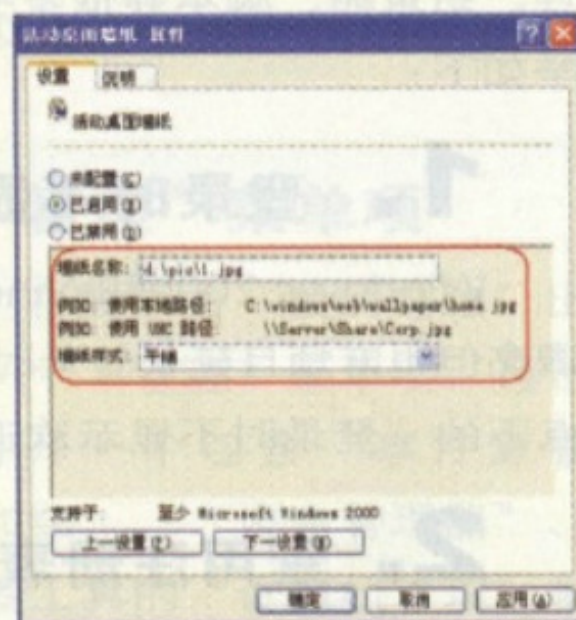 活动桌面墙纸 属性
设置 说明
活动桌面墙纸
未配置(C)
已启用(E)
已禁用(D)
墙纸名称: d:\pic\1.jpg
例如: 使用本地路径: C:\windows\web\wallpaper\home.jpg
例如: 使用 UNC 路径: \\Server\Share\Corp.jpg
墙纸样式: 平铺
支持于: 至少 Microsoft Windows 2000
上一设置(P) 下一设置(N)
确定 取消 应用(A)